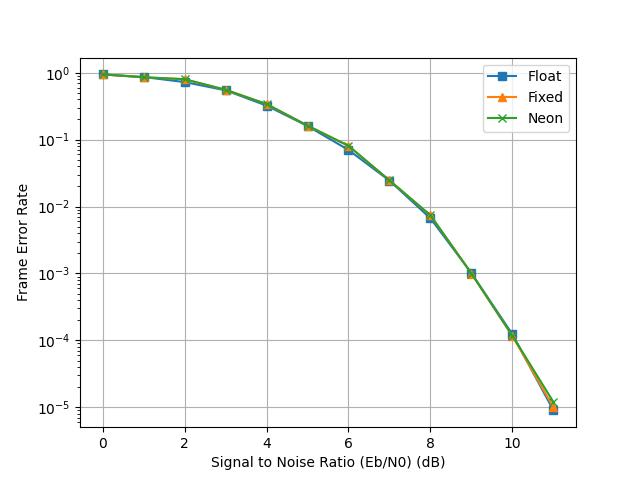 Float
Fixed
Neon
10⁰
10⁻¹
10⁻²
10⁻³
10⁻⁴
10⁻⁵
Frame Error Rate
0 2 4 6 8 10
Signal to Noise Ratio (Eb/N0) (dB)